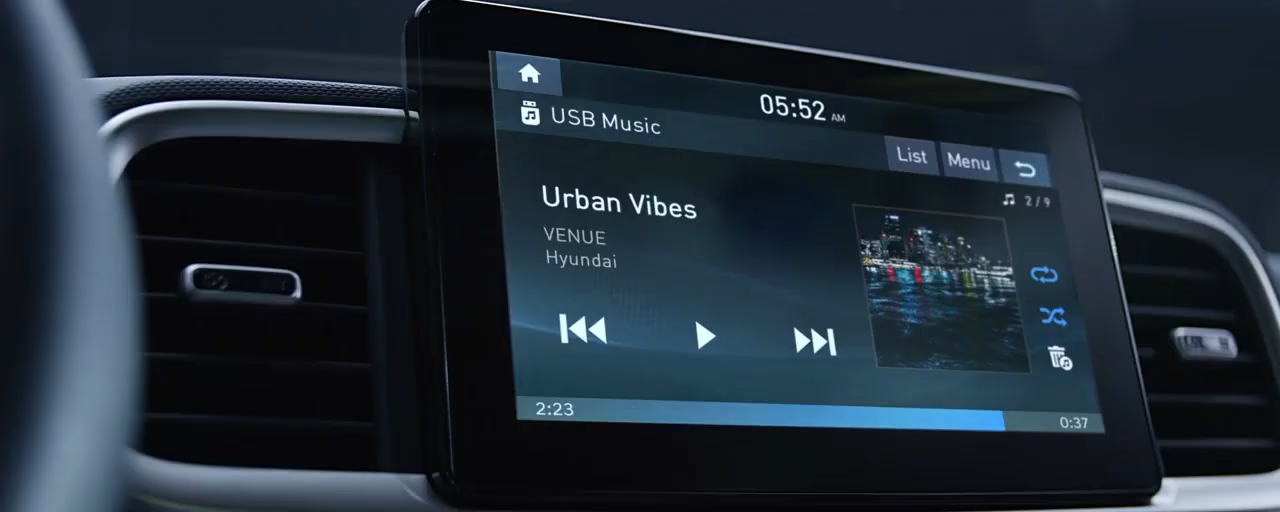 05:52 AM
USB Music
List
Menu
2/9
Urban Vibes
VENUE
Hyundai
2:23
0:37